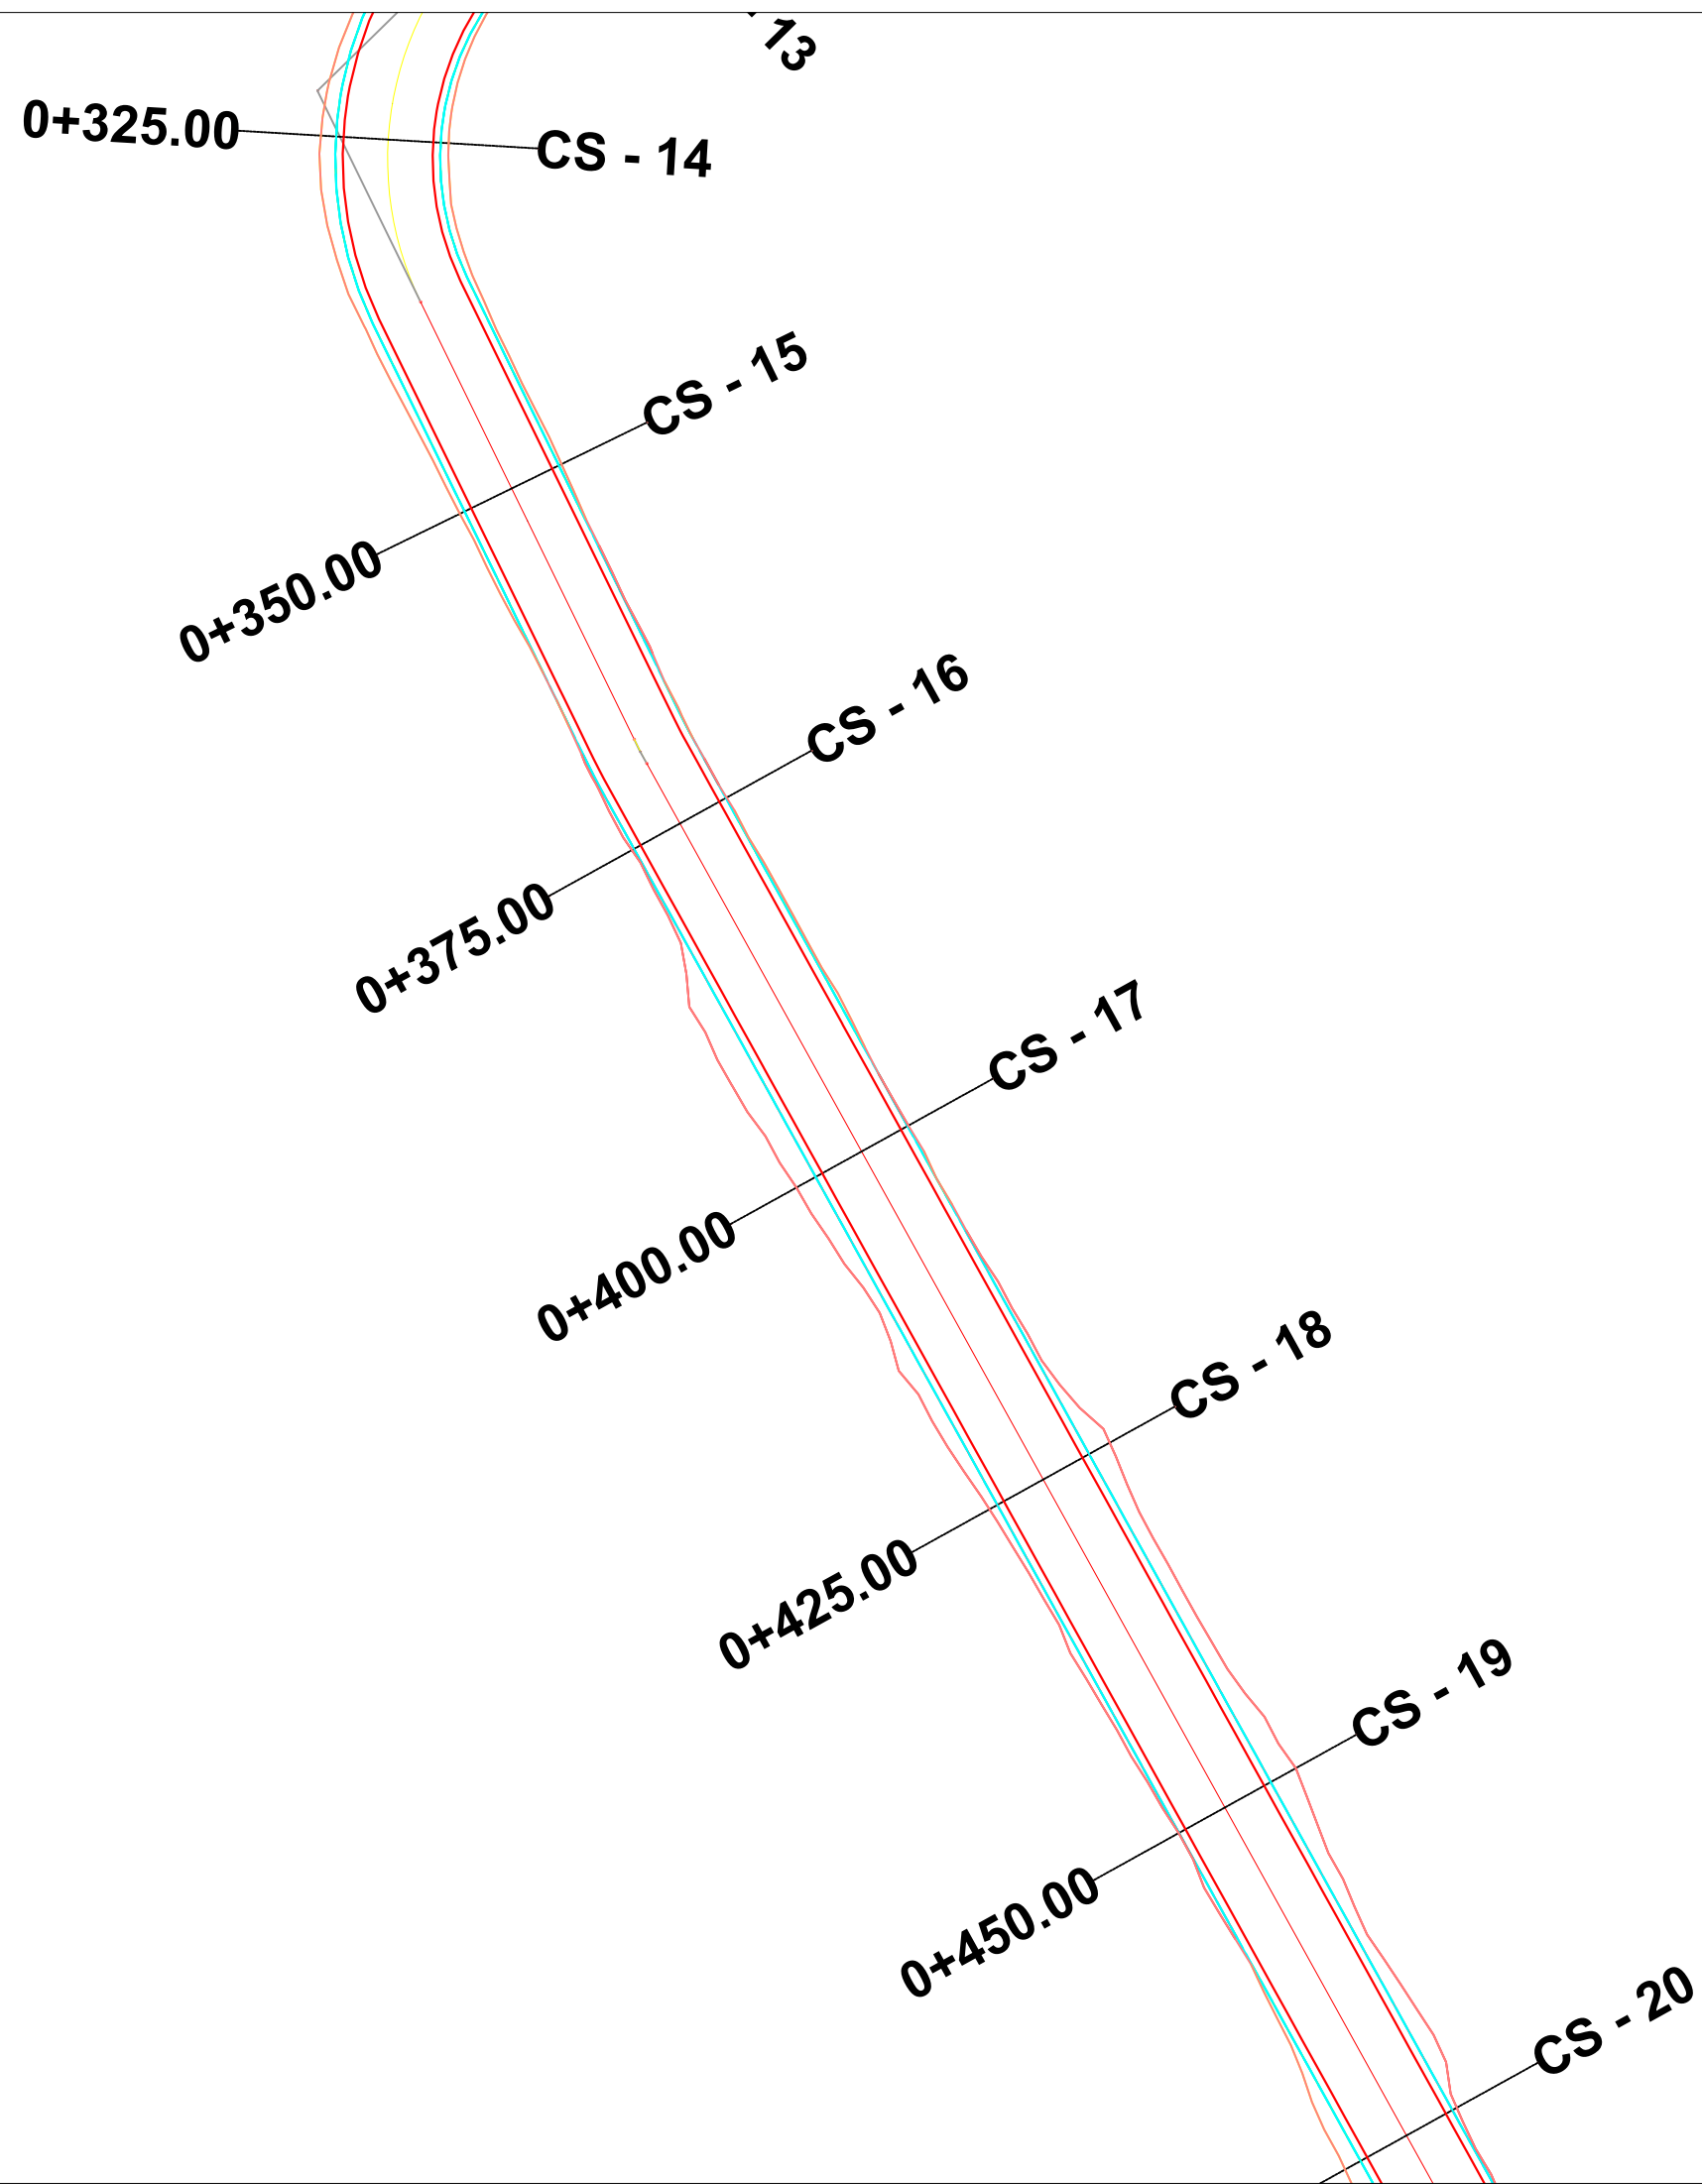 13
0+325.00
CS - 14
CS - 15
0+350.00
CS - 16
0+375.00
CS - 17
0+400.00
CS - 18
0+425.00
CS - 19
0+450.00
CS - 20